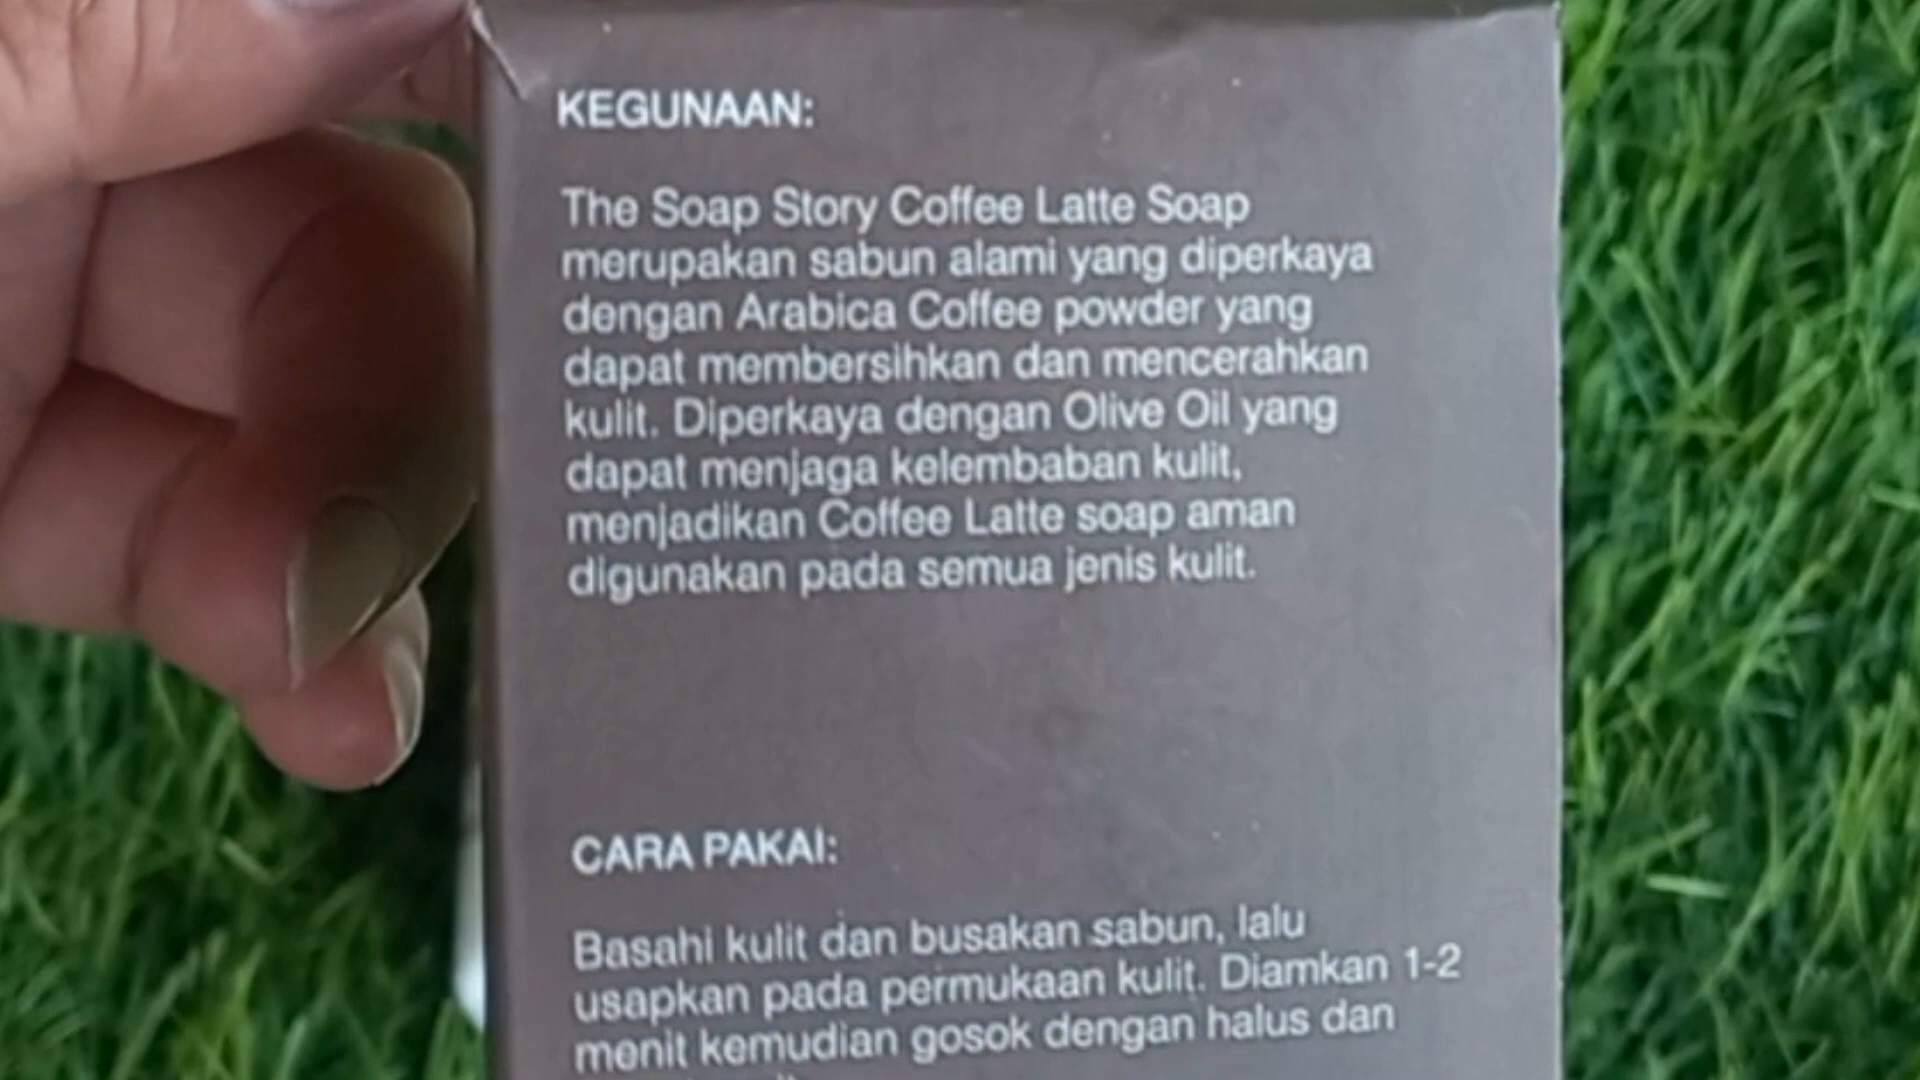 KEGUNAAN:
The Soap Story Coffee Latte Soap
merupakan sabun alami yang diperkaya
dengan Arabica Coffee powder yang
dapat membersihkan dan mencerahkan
kulit. Diperkaya dengan Olive Oil yang
dapat menjaga kelembaban kulit,
menjadikan Coffee Latte soap aman
digunakan pada semua jenis kulit.
CARA PAKAI:
Basahi kulit dan busakan sabun, lalu
usapkan pada permukaan kulit. Diamkan 1-2
menit kemudian gosok dengan halus dan